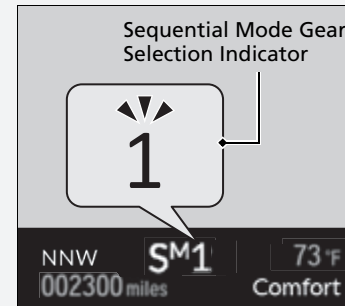 Sequential Mode Gear
Selection Indicator
1
NNW SM1 73 °F
002300 miles Comfort